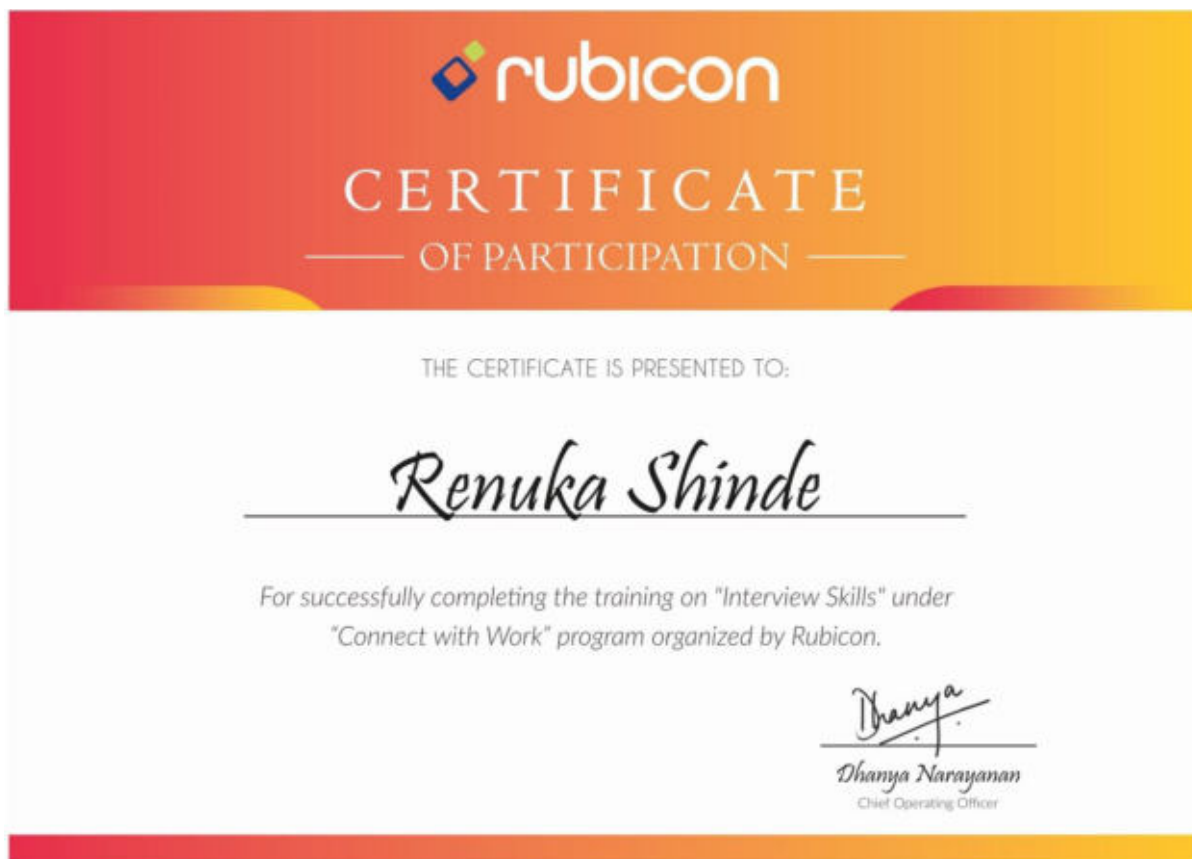 rubicon
CERTIFICATE
OF PARTICIPATION
THE CERTIFICATE IS PRESENTED TO:
Renuka Shinde
For successfully completing the training on "Interview Skills" under
"Connect with Work" program organized by Rubicon.
Dhanya
Dhanya Narayanan
Chief Operating Officer